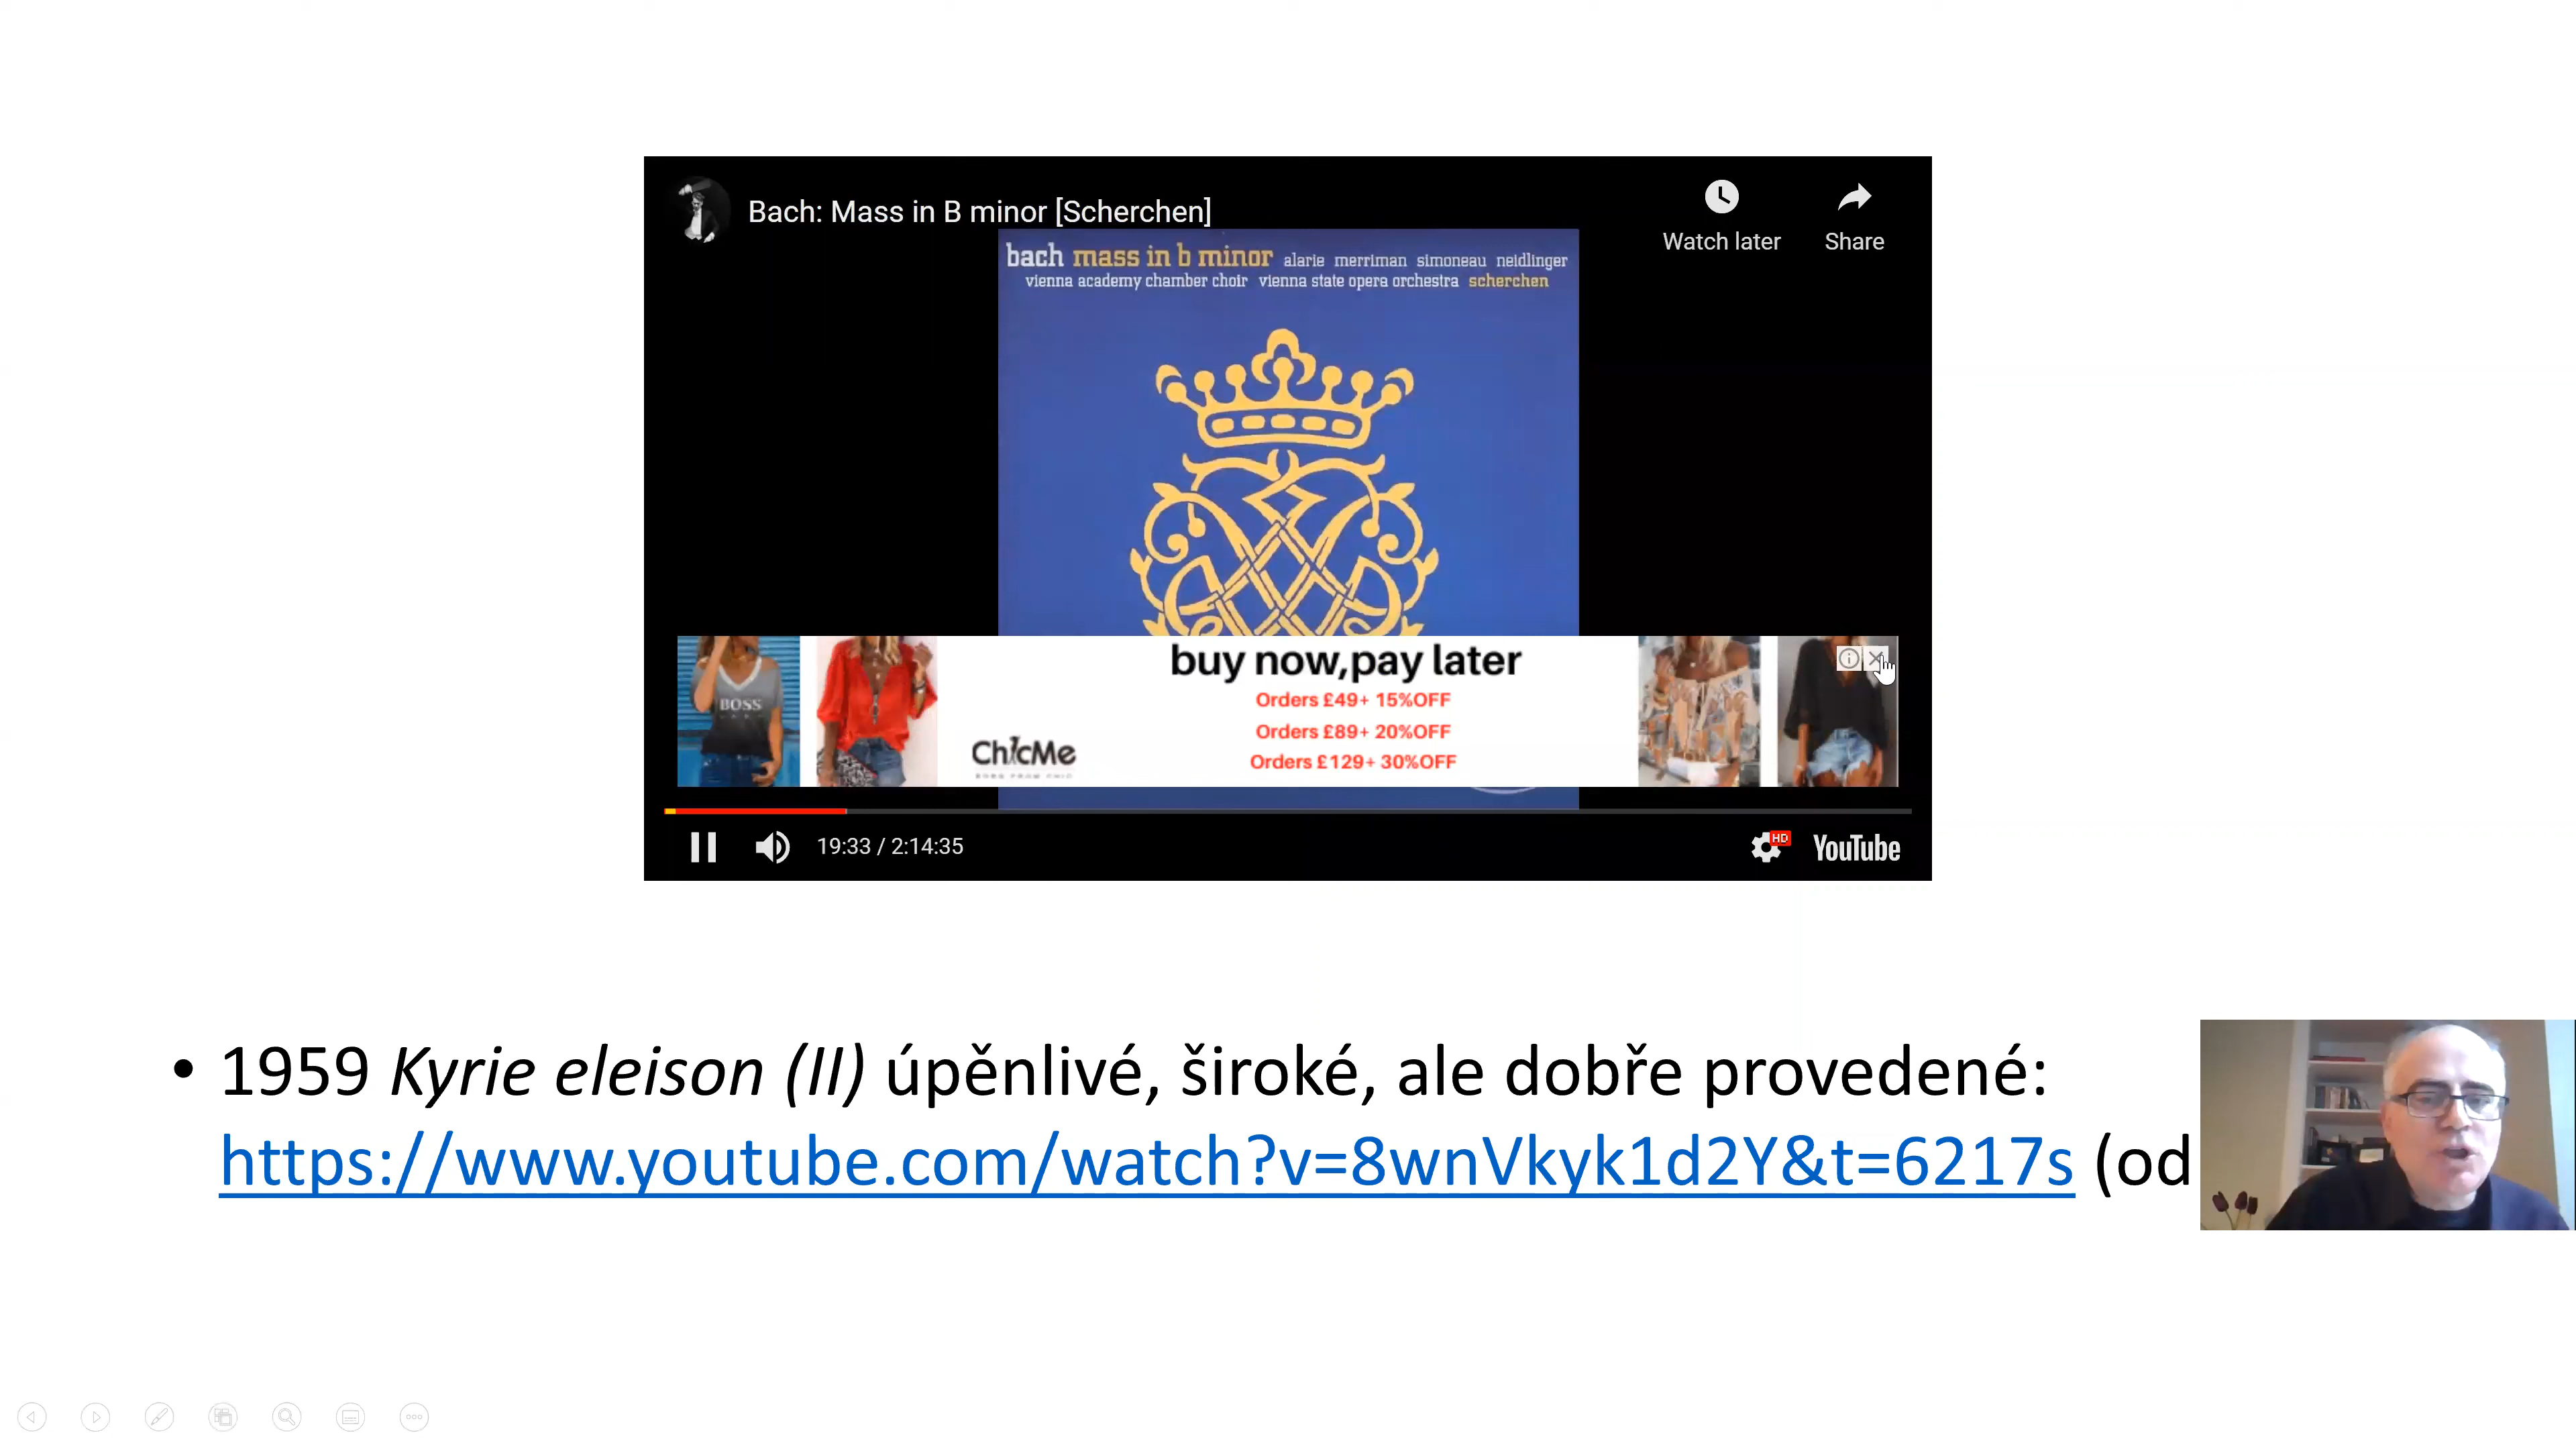 Bach: Mass in B minor [Scherchen]
Watch later
Share
bach mass in b minor alarie merriman simoneau neidlinger
vienna academy chamber choir vienna state opera orchestra scherchen
BOSS
ChicMe
buy now,pay later
Orders £49+ 15%OFF
Orders £89+ 20%OFF
Orders £129+ 30%OFF
19:33 / 2:14:35
HD
YouTube
• 1959 Kyrie eleison (II) úpěnlivé, široké, ale dobře provedené:
https://www.youtube.com/watch?v=8wnVkyk1d2Y&t=6217s (od